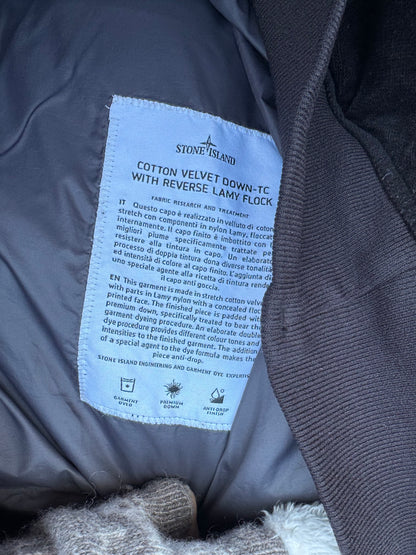 STONE ISLAND
COTTON VELVET DOWN-TC
WITH REVERSE LAMY FLOCK
FABRIC RESEARCH AND TREATMENT
IT Questo capo è realizzato in velluto di coton
stretch con componenti in nylon Lamy, floccat
internamente. Il capo finito è imbottito con
migliori piume specificamente trattate pe
resistere alla tintura in capo. Un elaborat
processo di doppia tintura dona diverse tonalità
ed intensità di colore al capo finito. L'aggiunta di
uno speciale agente alla ricetta di tintura rende
il capo anti goccia.
EN This garment is made in stretch cotton velvet
with parts in Lamy nylon with a concealed flock
printed face. The finished piece is padded with
premium down, specifically treated to bear the
garment dyeing procedure. An elaborate double
dye procedure provides different colour tones and
intensities to the finished garment. The addition
of a special agent to the dye formula makes the
piece anti-drop.
STONE ISLAND ENGINEERING AND GARMENT DYE EXPERTISE
GARMENT
DYED
PREMIUM
DOWN
ANTI DROP
FINISH